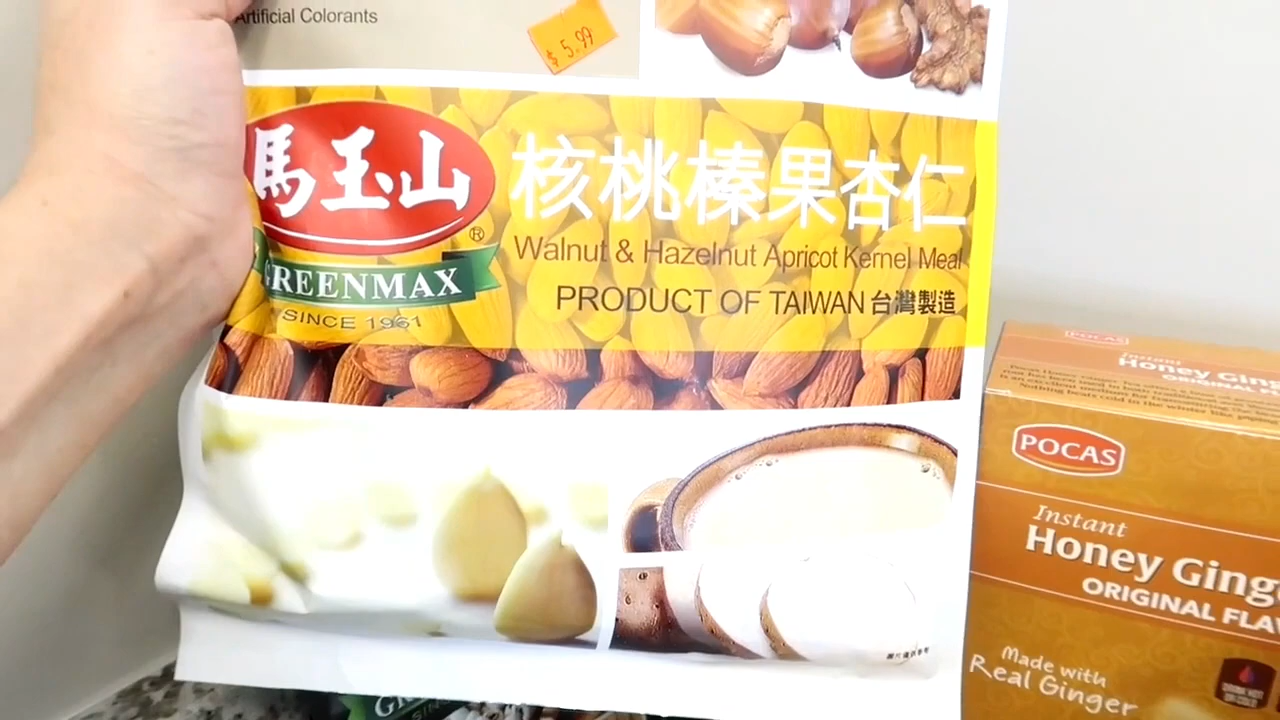 Artificial Colorants
$ 5.99
馬玉山
®
GREENMAX
SINCE 1961
核桃榛果杏仁
Walnut & Hazelnut Apricot Kernel Meal
PRODUCT OF TAIWAN 台灣製造
POCAS
Instant
Honey Ging
ORIGINAL
POCAS
Instant
Honey Ginge
ORIGINAL FLAV
Made with
Real Ginger